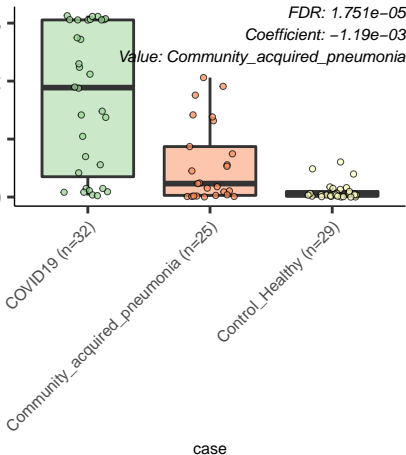 FDR: 1.751e−05
Coefficient: −1.19e−03
Value: Community_acquired_pneumonia
COVID19 (n=32)
Community_acquired_pneumonia (n=25)
Control_Healthy (n=29)
case